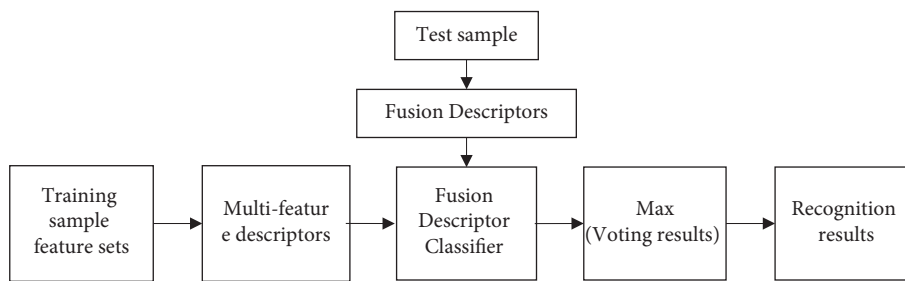 Test sample
Fusion Descriptors
Training
sample
feature sets
Multi-featur
e descriptors
Fusion
Descriptor
Classifier
Max
(Voting results)
Recognition
results